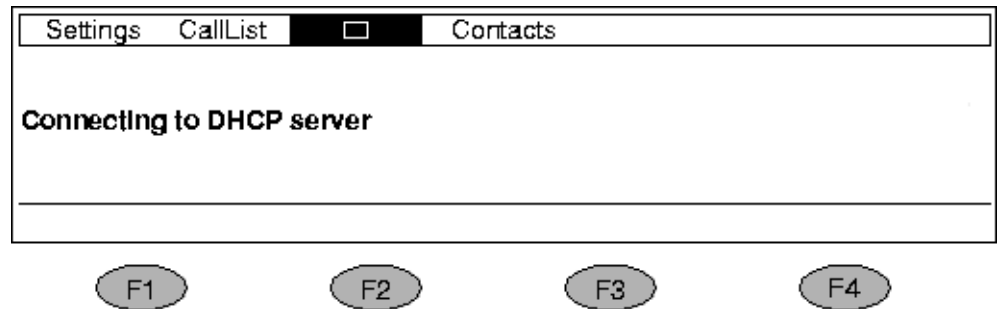 Settings CallList Contacts
Connecting to DHCP server
F1 F2 F3 F4